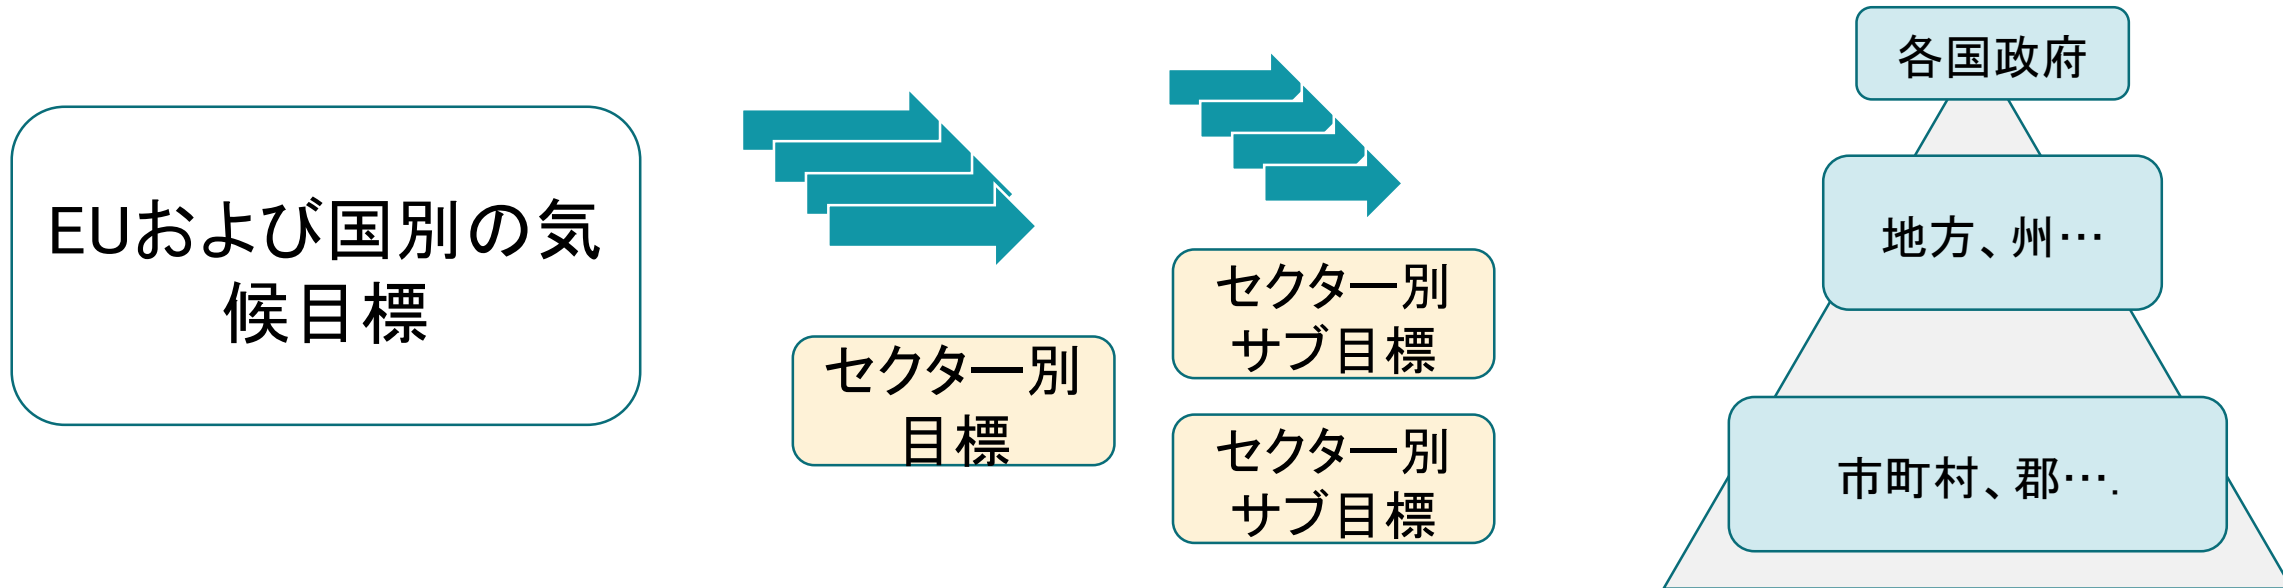 EUおよび国別の気
候目標
セクター別
目標
セクター別
サブ目標
セクター別
サブ目標
各国政府
地方、州…
市町村、郡….